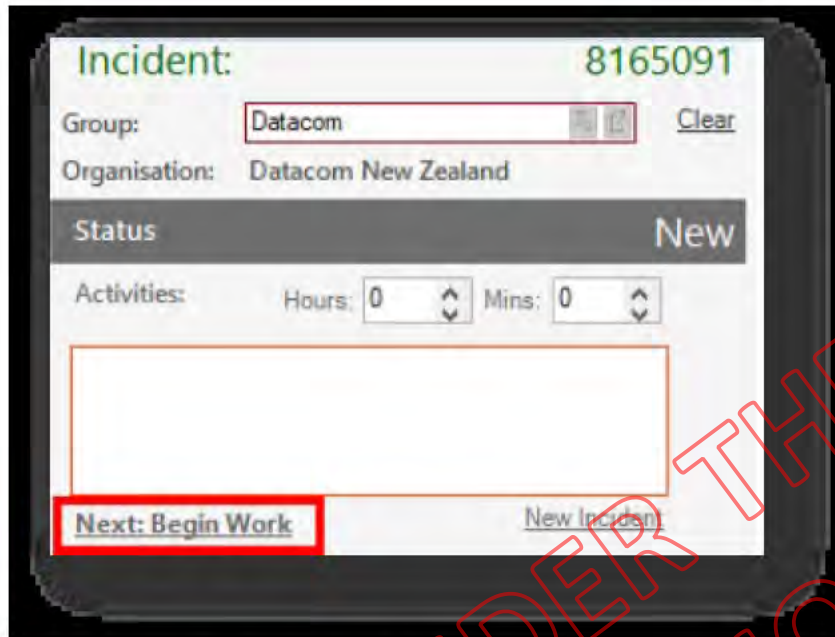 Incident: 8165091
Group: Datacom Clear
Organisation: Datacom New Zealand
Status New
Activities: Hours: 0 Mins: 0
Next: Begin Work New Incident